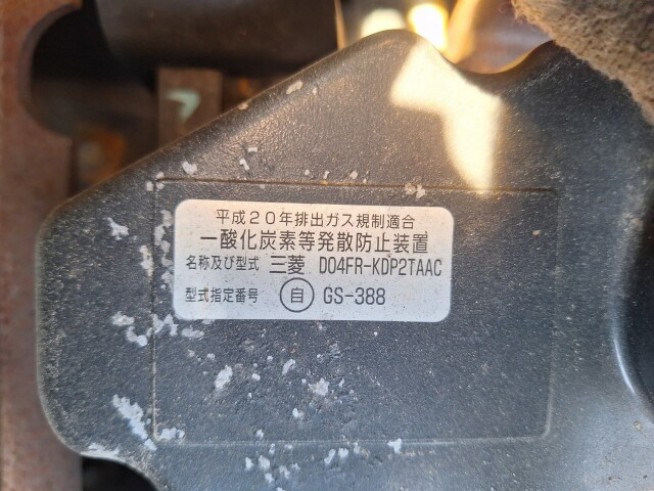 平成20年排出ガス規制適合
一酸化炭素等発散防止装置
名称及び型式 三菱 D04FR-KDP2TAAC
型式指定番号 自 GS-388